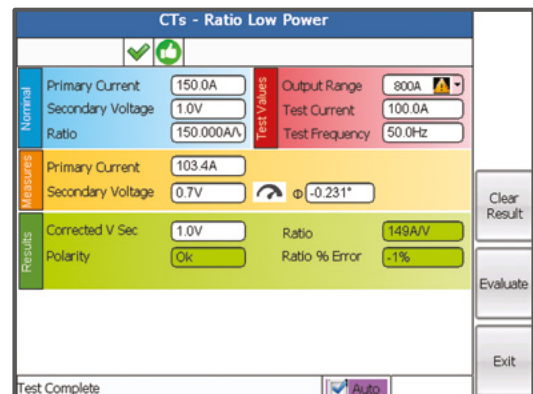 CTs - Ratio Low Power
Nominal
Primary Current 150.0A
Secondary Voltage 1.0V
Ratio 150.000A/V
Test Values
Output Range 800A
Test Current 100.0A
Test Frequency 50.0Hz
Measures
Primary Current 103.4A
Secondary Voltage 0.7V Φ -0.231°
Results
Corrected V Sec 1.0V Ratio 149A/V
Polarity Ok Ratio % Error -1%
Clear
Result
Evaluate
Exit
Test Complete Auto